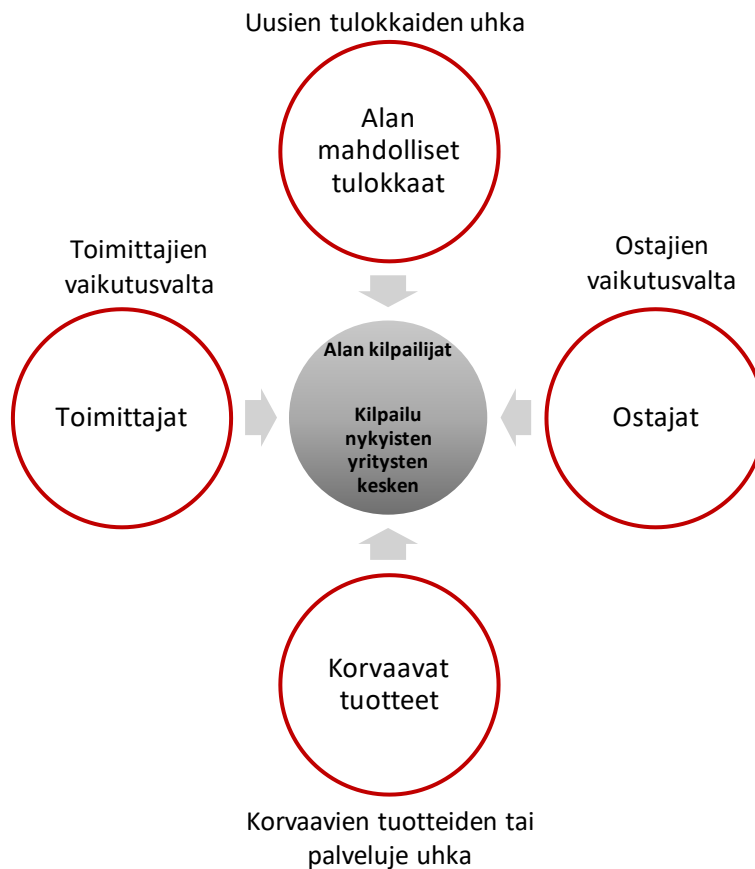 Uusien tulokkaiden uhka
Alan
mahdolliset
tulokkaat
Toimittajien
vaikutusvalta
Ostajien
vaikutusvalta
Toimittajat
Alan kilpailijat
Kilpailu
nykyisten
yritysten
kesken
Ostajat
Korvaavat
tuotteet
Korvaavien tuotteiden tai
palveluje uhka